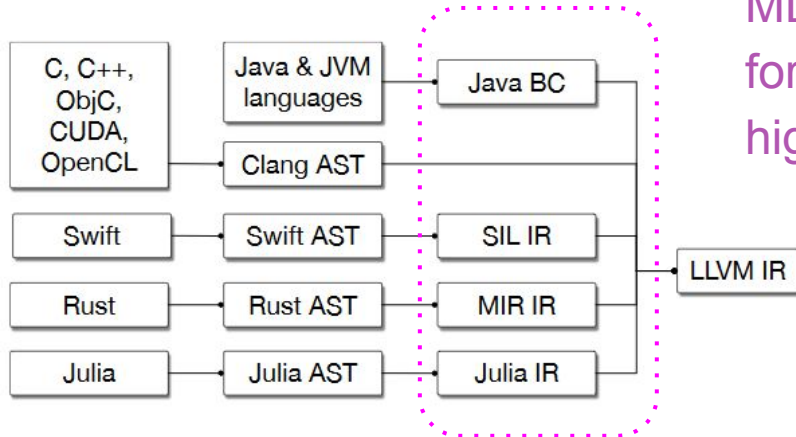 C, C++,
ObjC,
CUDA,
OpenCL
Java & JVM
languages
Java BC
Clang AST
Swift
Swift AST
SIL IR
Rust
Rust AST
MIR IR
Julia
Julia AST
Julia IR
LLVM IR
for